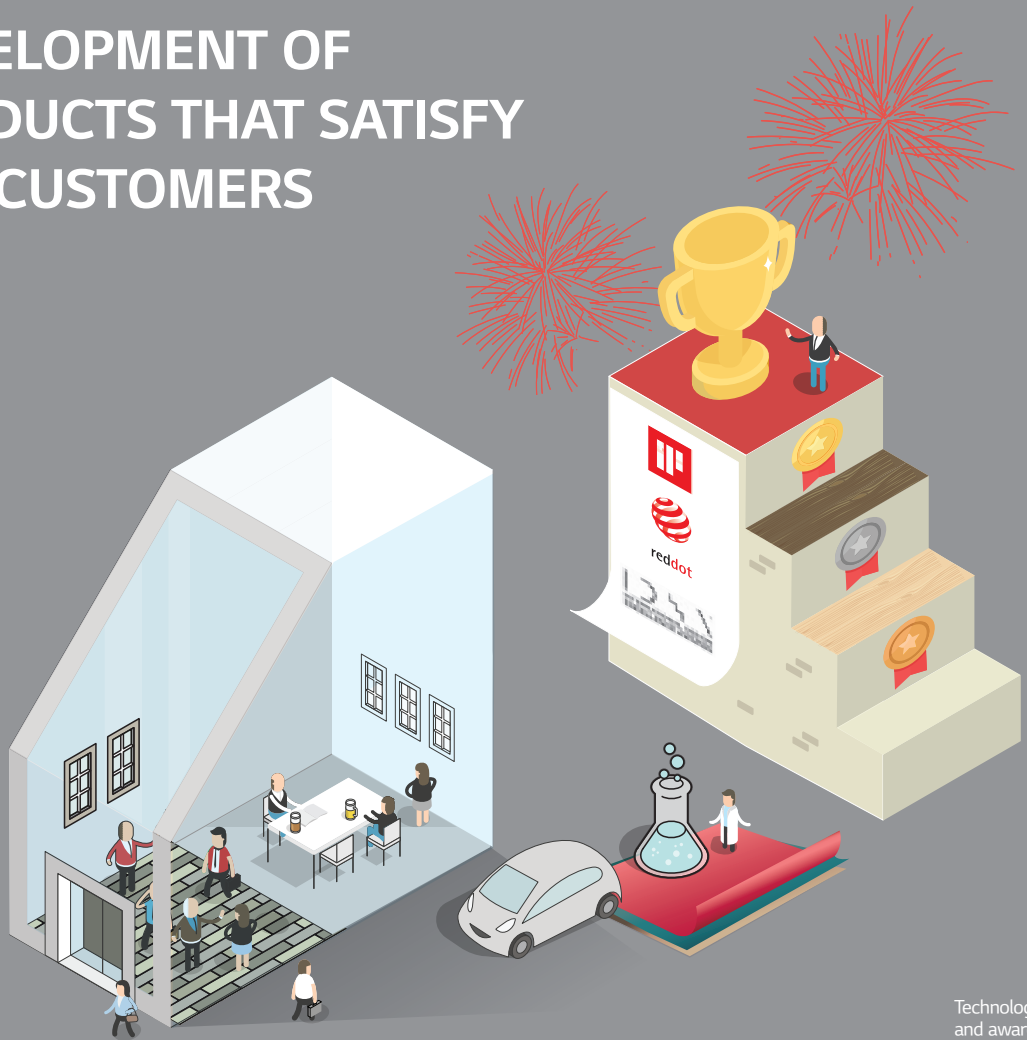 ELOPMENT OF
DUCTS THAT SATISFY
CUSTOMERS
reddot
Technolog
and awar